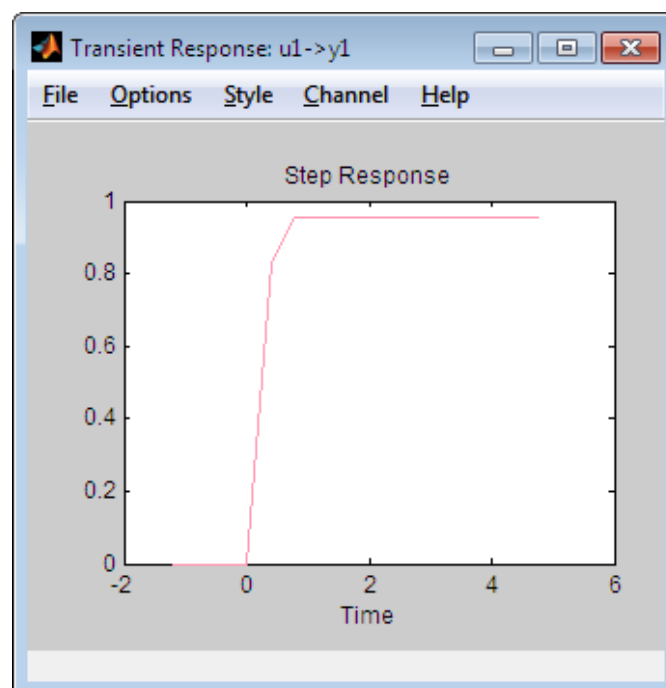 Transient Response: u1->y1
File Options Style Channel Help
Step Response
1
0.8
0.6
0.4
0.2
0
-2 0 2 4 6
Time